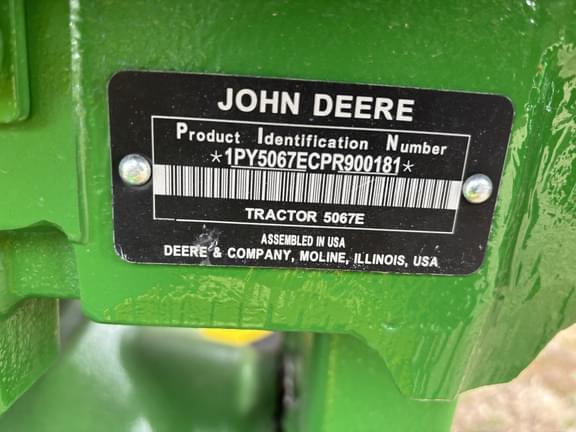 JOHN DEERE
Product Identification Number
*1PY5067ECPR900181*
TRACTOR 5067E
ASSEMBLED IN USA
DEERE & COMPANY, MOLINE, ILLINOIS, USA